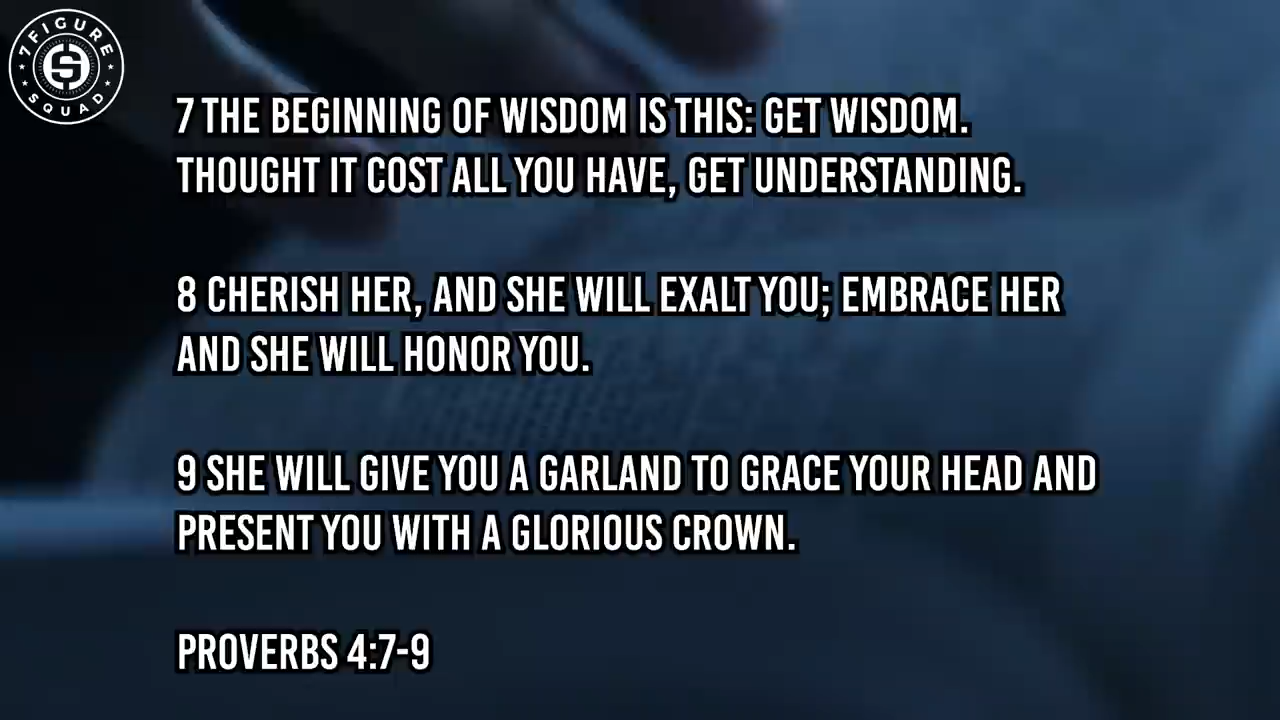 7FIGURE
SQUAD
7 THE BEGINNING OF WISDOM IS THIS: GET WISDOM.
THOUGHT IT COST ALL YOU HAVE, GET UNDERSTANDING.
8 CHERISH HER, AND SHE WILL EXALT YOU; EMBRACE HER
AND SHE WILL HONOR YOU.
9 SHE WILL GIVE YOU A GARLAND TO GRACE YOUR HEAD AND
PRESENT YOU WITH A GLORIOUS CROWN.
PROVERBS 4:7-9